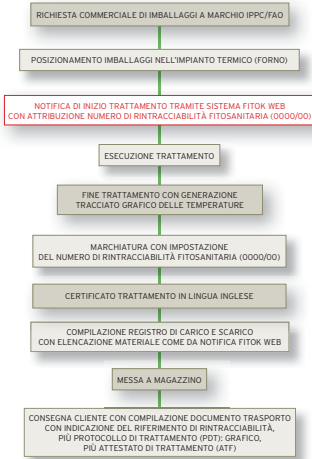 RICHIESTA COMMERCIALE DI IMBALLAGGI A MARCHIO IPPC/FAO
POSIZIONAMENTO IMBALLAGGI NELL'IMPIANTO TERMICO (FORNO)
NOTIFICA DI INIZIO TRATTAMENTO TRAMITE SISTEMA FITOK WEB
CON ATTRIBUZIONE NUMERO DI RINTRACCIABILITÀ FITOSANITARIA (0000/00)
ESECUZIONE TRATTAMENTO
FINE TRATTAMENTO CON GENERAZIONE
TRACCIATO GRAFICO DELLE TEMPERATURE
MARCHIATURA CON IMPOSTAZIONE
DEL NUMERO DI RINTRACCIABILITÀ FITOSANITARIA (0000/00)
CERTIFICATO TRATTAMENTO IN LINGUA INGLESE
COMPILAZIONE REGISTRO DI CARICO E SCARICO
CON ELENCAZIONE MATERIALE COME DA NOTIFICA FITOK WEB
MESSA A MAGAZZINO
CONSEGNA CLIENTE CON COMPILAZIONE DOCUMENTO TRASPORTO
CON INDICAZIONE DEL RIFERIMENTO DI RINTRACCIABILITÀ,
PIÙ PROTOCOLLO DI TRATTAMENTO (PDT): GRAFICO,
PIÙ ATTESTATO DI TRATTAMENTO (ATF)